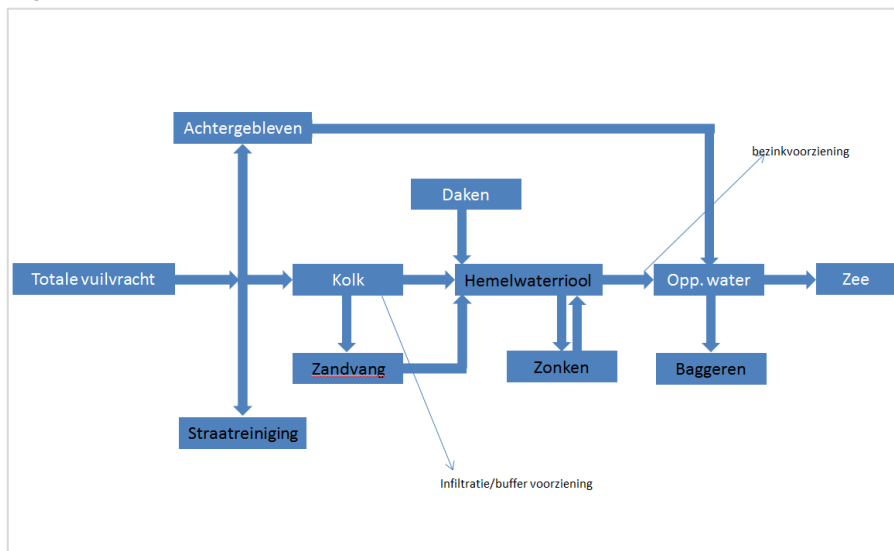 Achtergebleven
bezinkvoorziening
Daken
Totale vuilvracht
Kolk
Hemelwaterriool
Opp. water
Zee
Zandvang
Zonken
Baggeren
Straatreiniging
Infiltratie/buffer voorziening